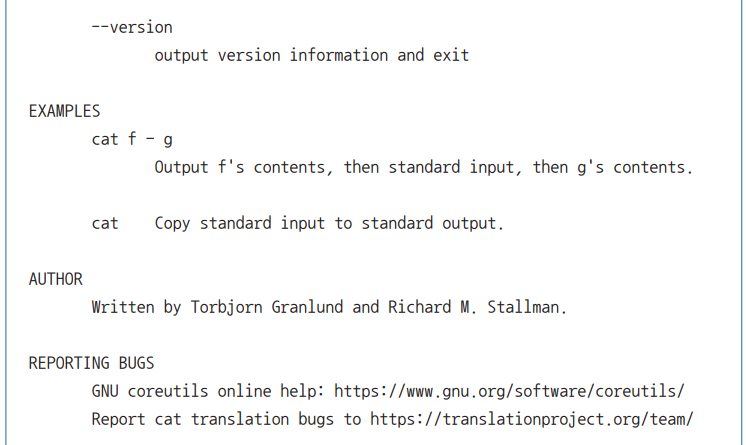 --version
output version information and exit
EXAMPLES
cat f - g
Output f's contents, then standard input, then g's contents.
cat    Copy standard input to standard output.
AUTHOR
Written by Torbjorn Granlund and Richard M. Stallman.
REPORTING BUGS
GNU coreutils online help: https://www.gnu.org/software/coreutils/
Report cat translation bugs to https://translationproject.org/team/